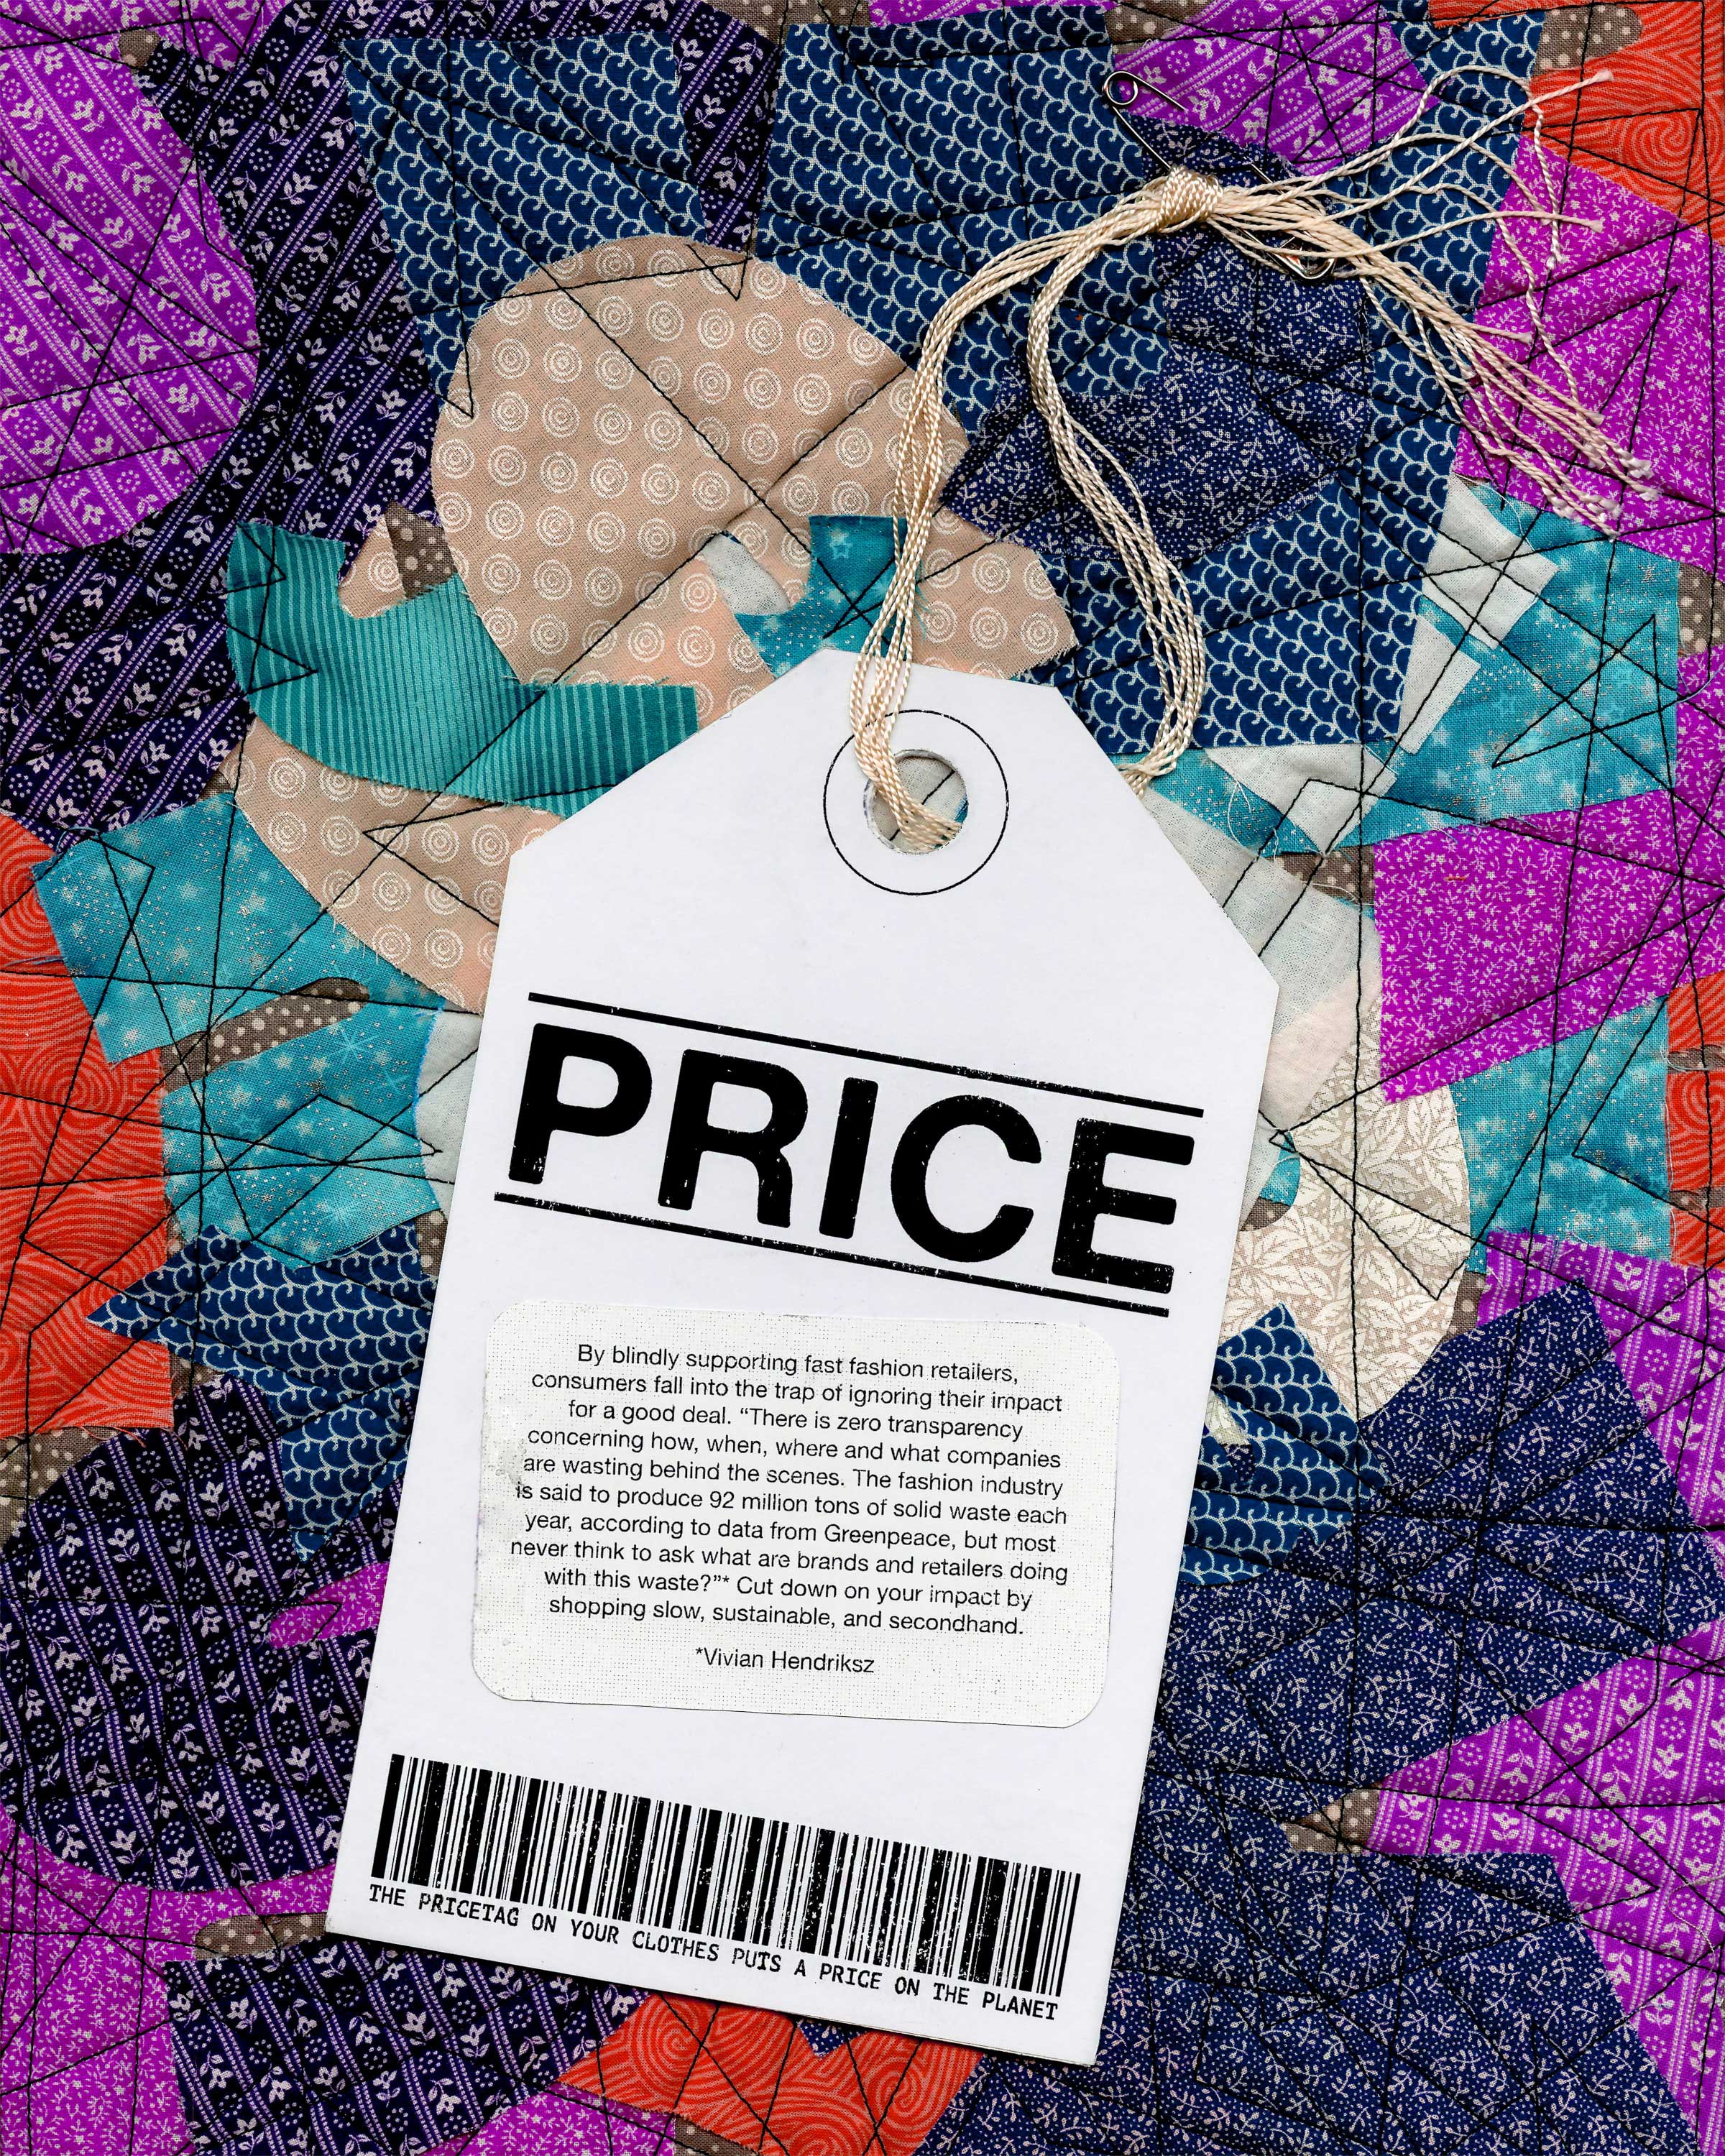 PRICE
By blindly supporting fast fashion retailers,
consumers fall into the trap of ignoring their impact
for a good deal. “There is zero transparency
concerning how, when, where and what companies
are wasting behind the scenes. The fashion industry
is said to produce 92 million tons of solid waste each
year, according to data from Greenpeace, but most
never think to ask what are brands and retailers doing
with this waste?”* Cut down on your impact by
shopping slow, sustainable, and secondhand.
*Vivian Hendriksz
THE PRICETAG ON YOUR CLOTHES PUTS A PRICE ON THE PLANET